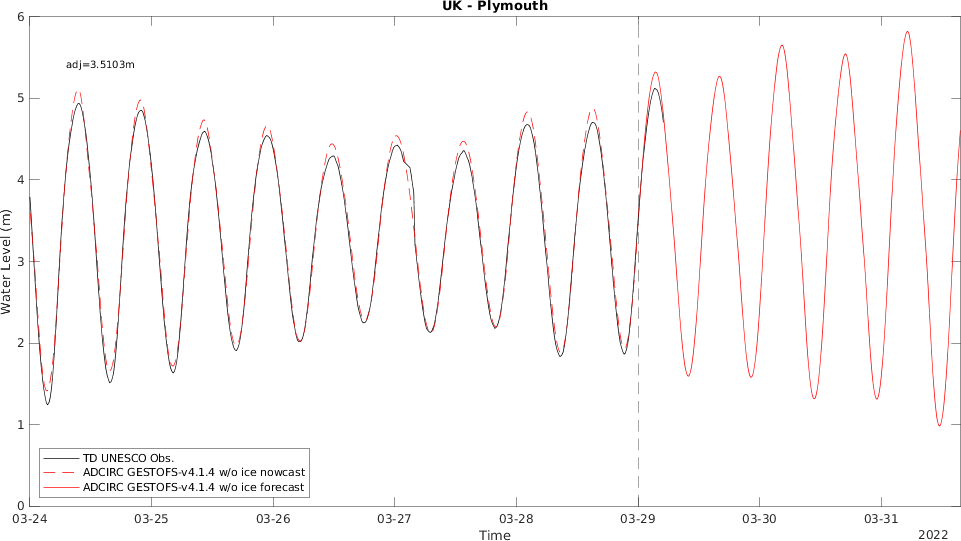 UK - Plymouth
adj=3.5103m
6
5
4
3
2
1
0
Water Level (m)
TD UNESCO Obs.
ADCIRC GESTOFS-v4.1.4 w/o ice nowcast
ADCIRC GESTOFS-v4.1.4 w/o ice forecast
03-24 03-25 03-26 03-27 03-28 03-29 03-30 03-31
Time
2022